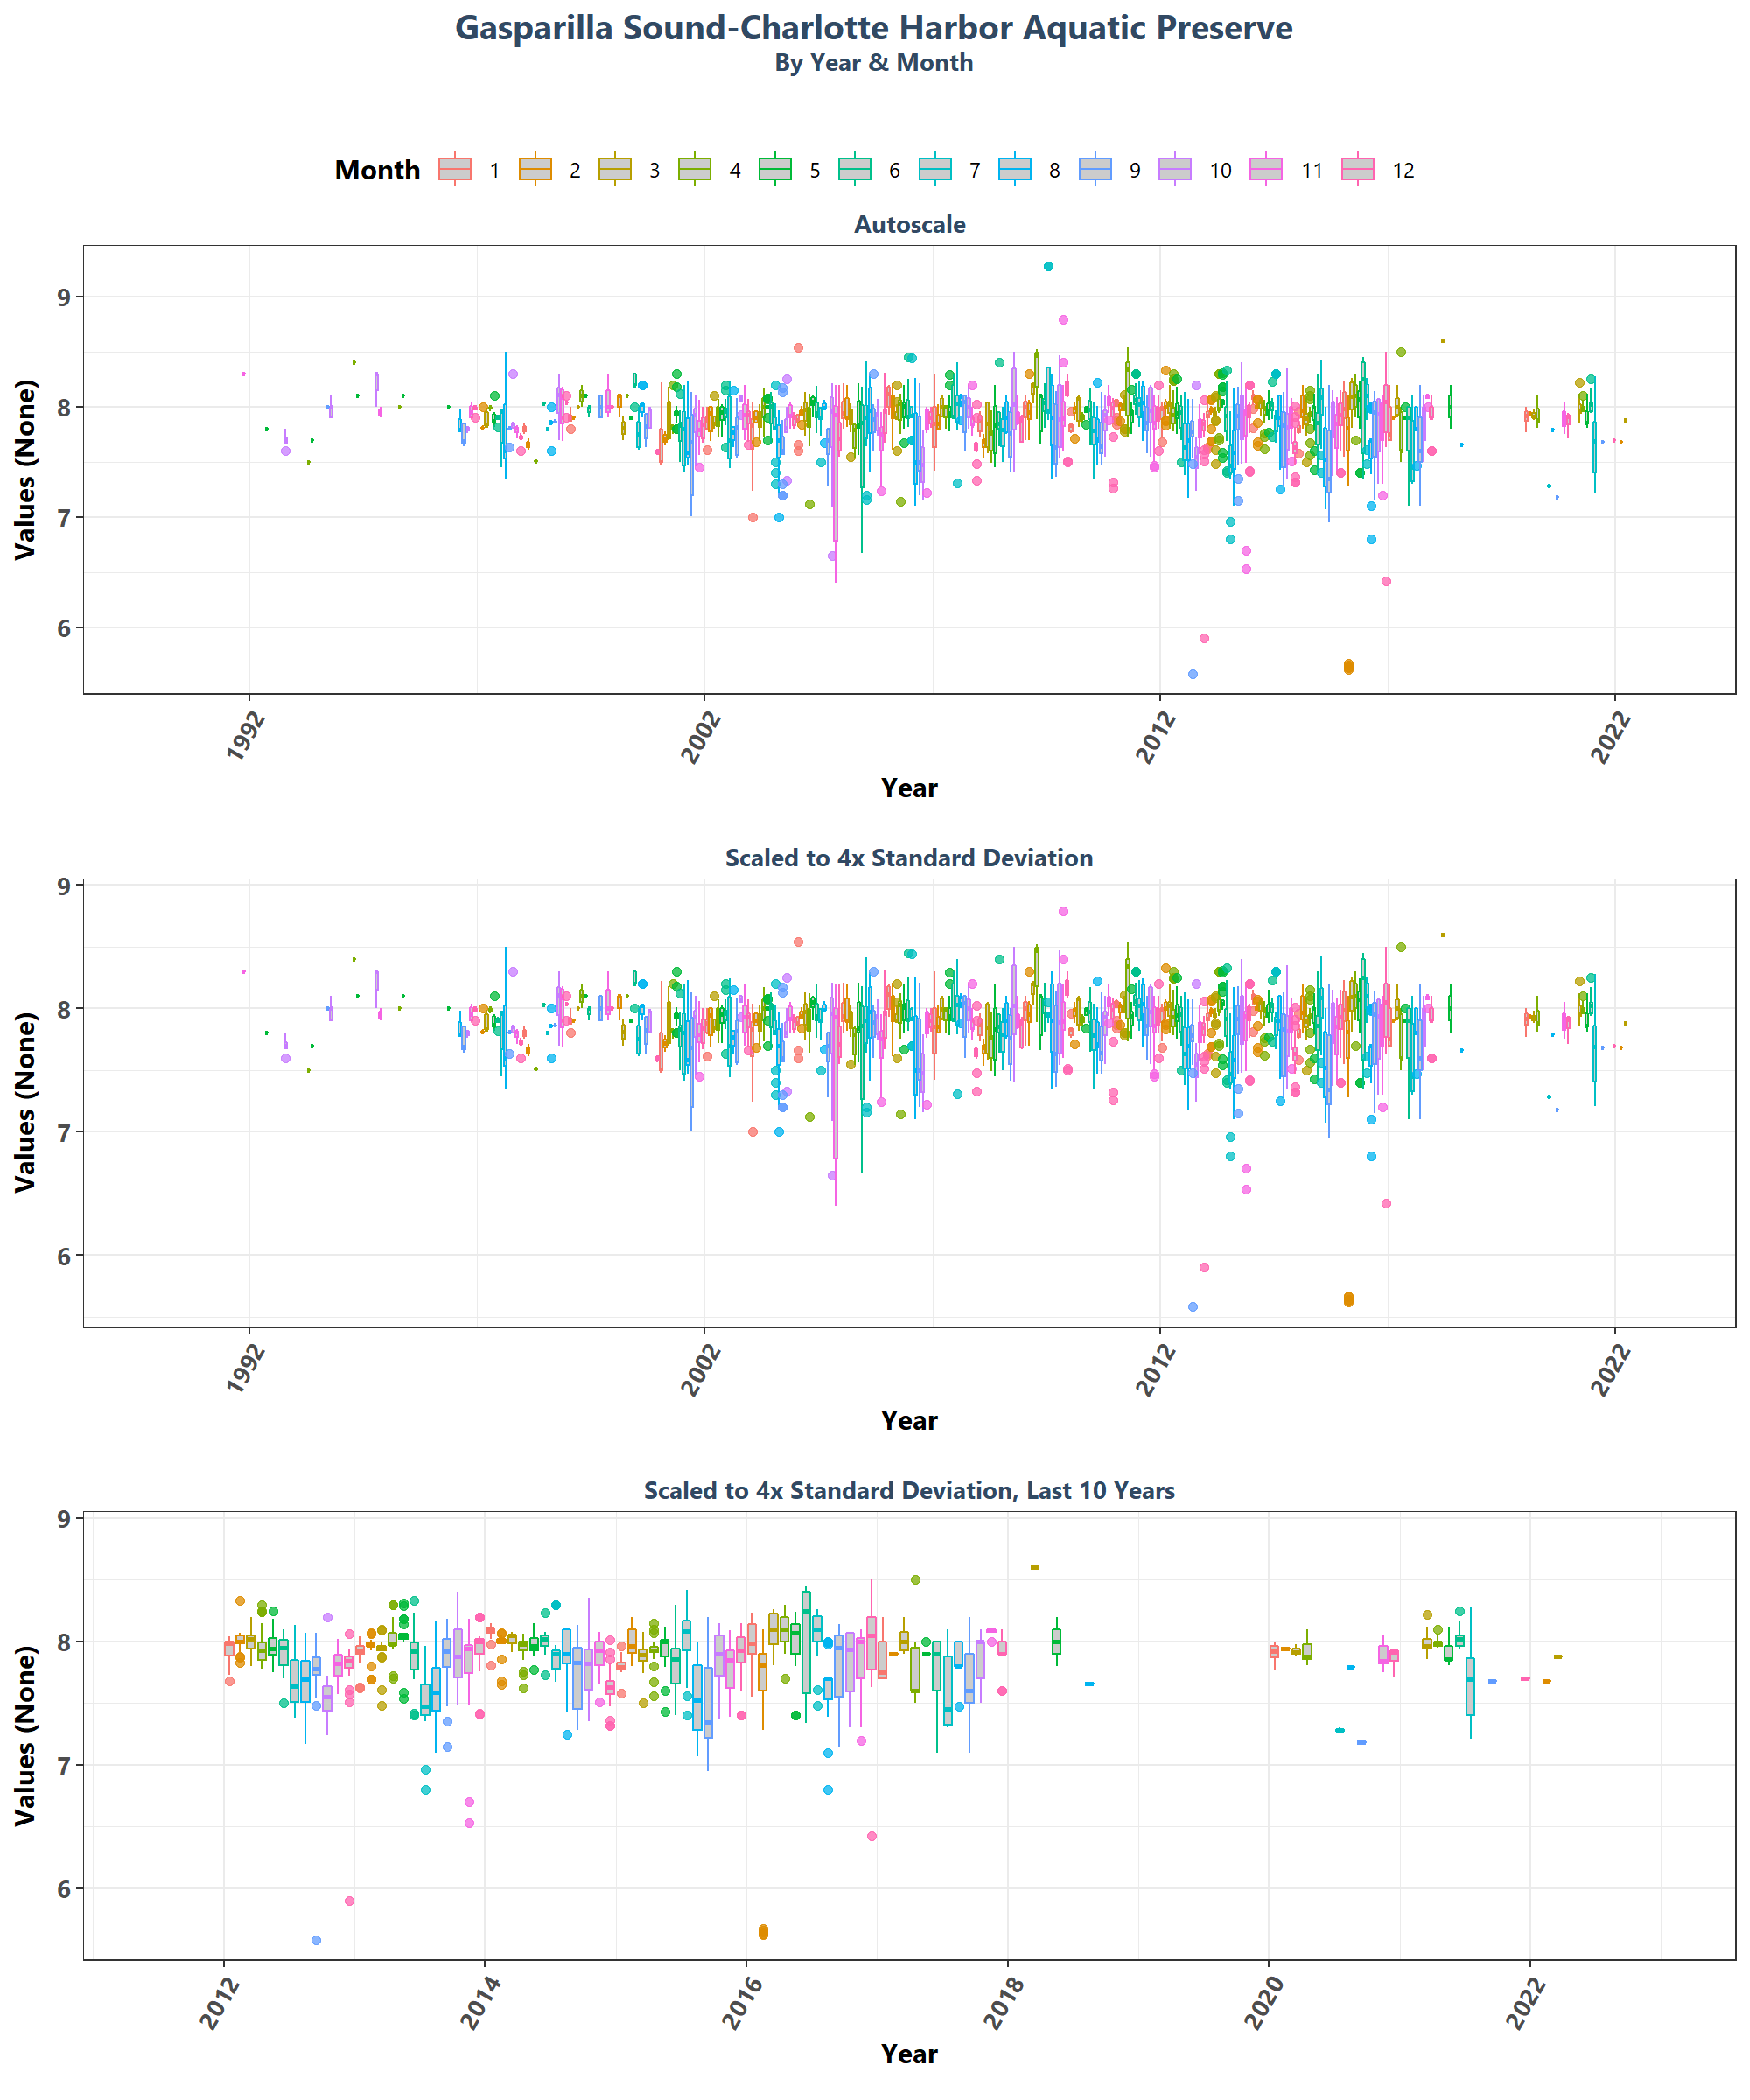 Gasparilla Sound-Charlotte Harbor Aquatic Preserve
By Year & Month
Month 1 2 3 4 5 6 7 8 9 10 11 12
Autoscale
Values (None)
9
8
7
6
1992 2002 2012 2022
Year
Scaled to 4x Standard Deviation
Values (None)
9
8
7
6
1992 2002 2012 2022
Year
Scaled to 4x Standard Deviation, Last 10 Years
Values (None)
9
8
7
6
2012 2014 2016 2018 2020 2022
Year